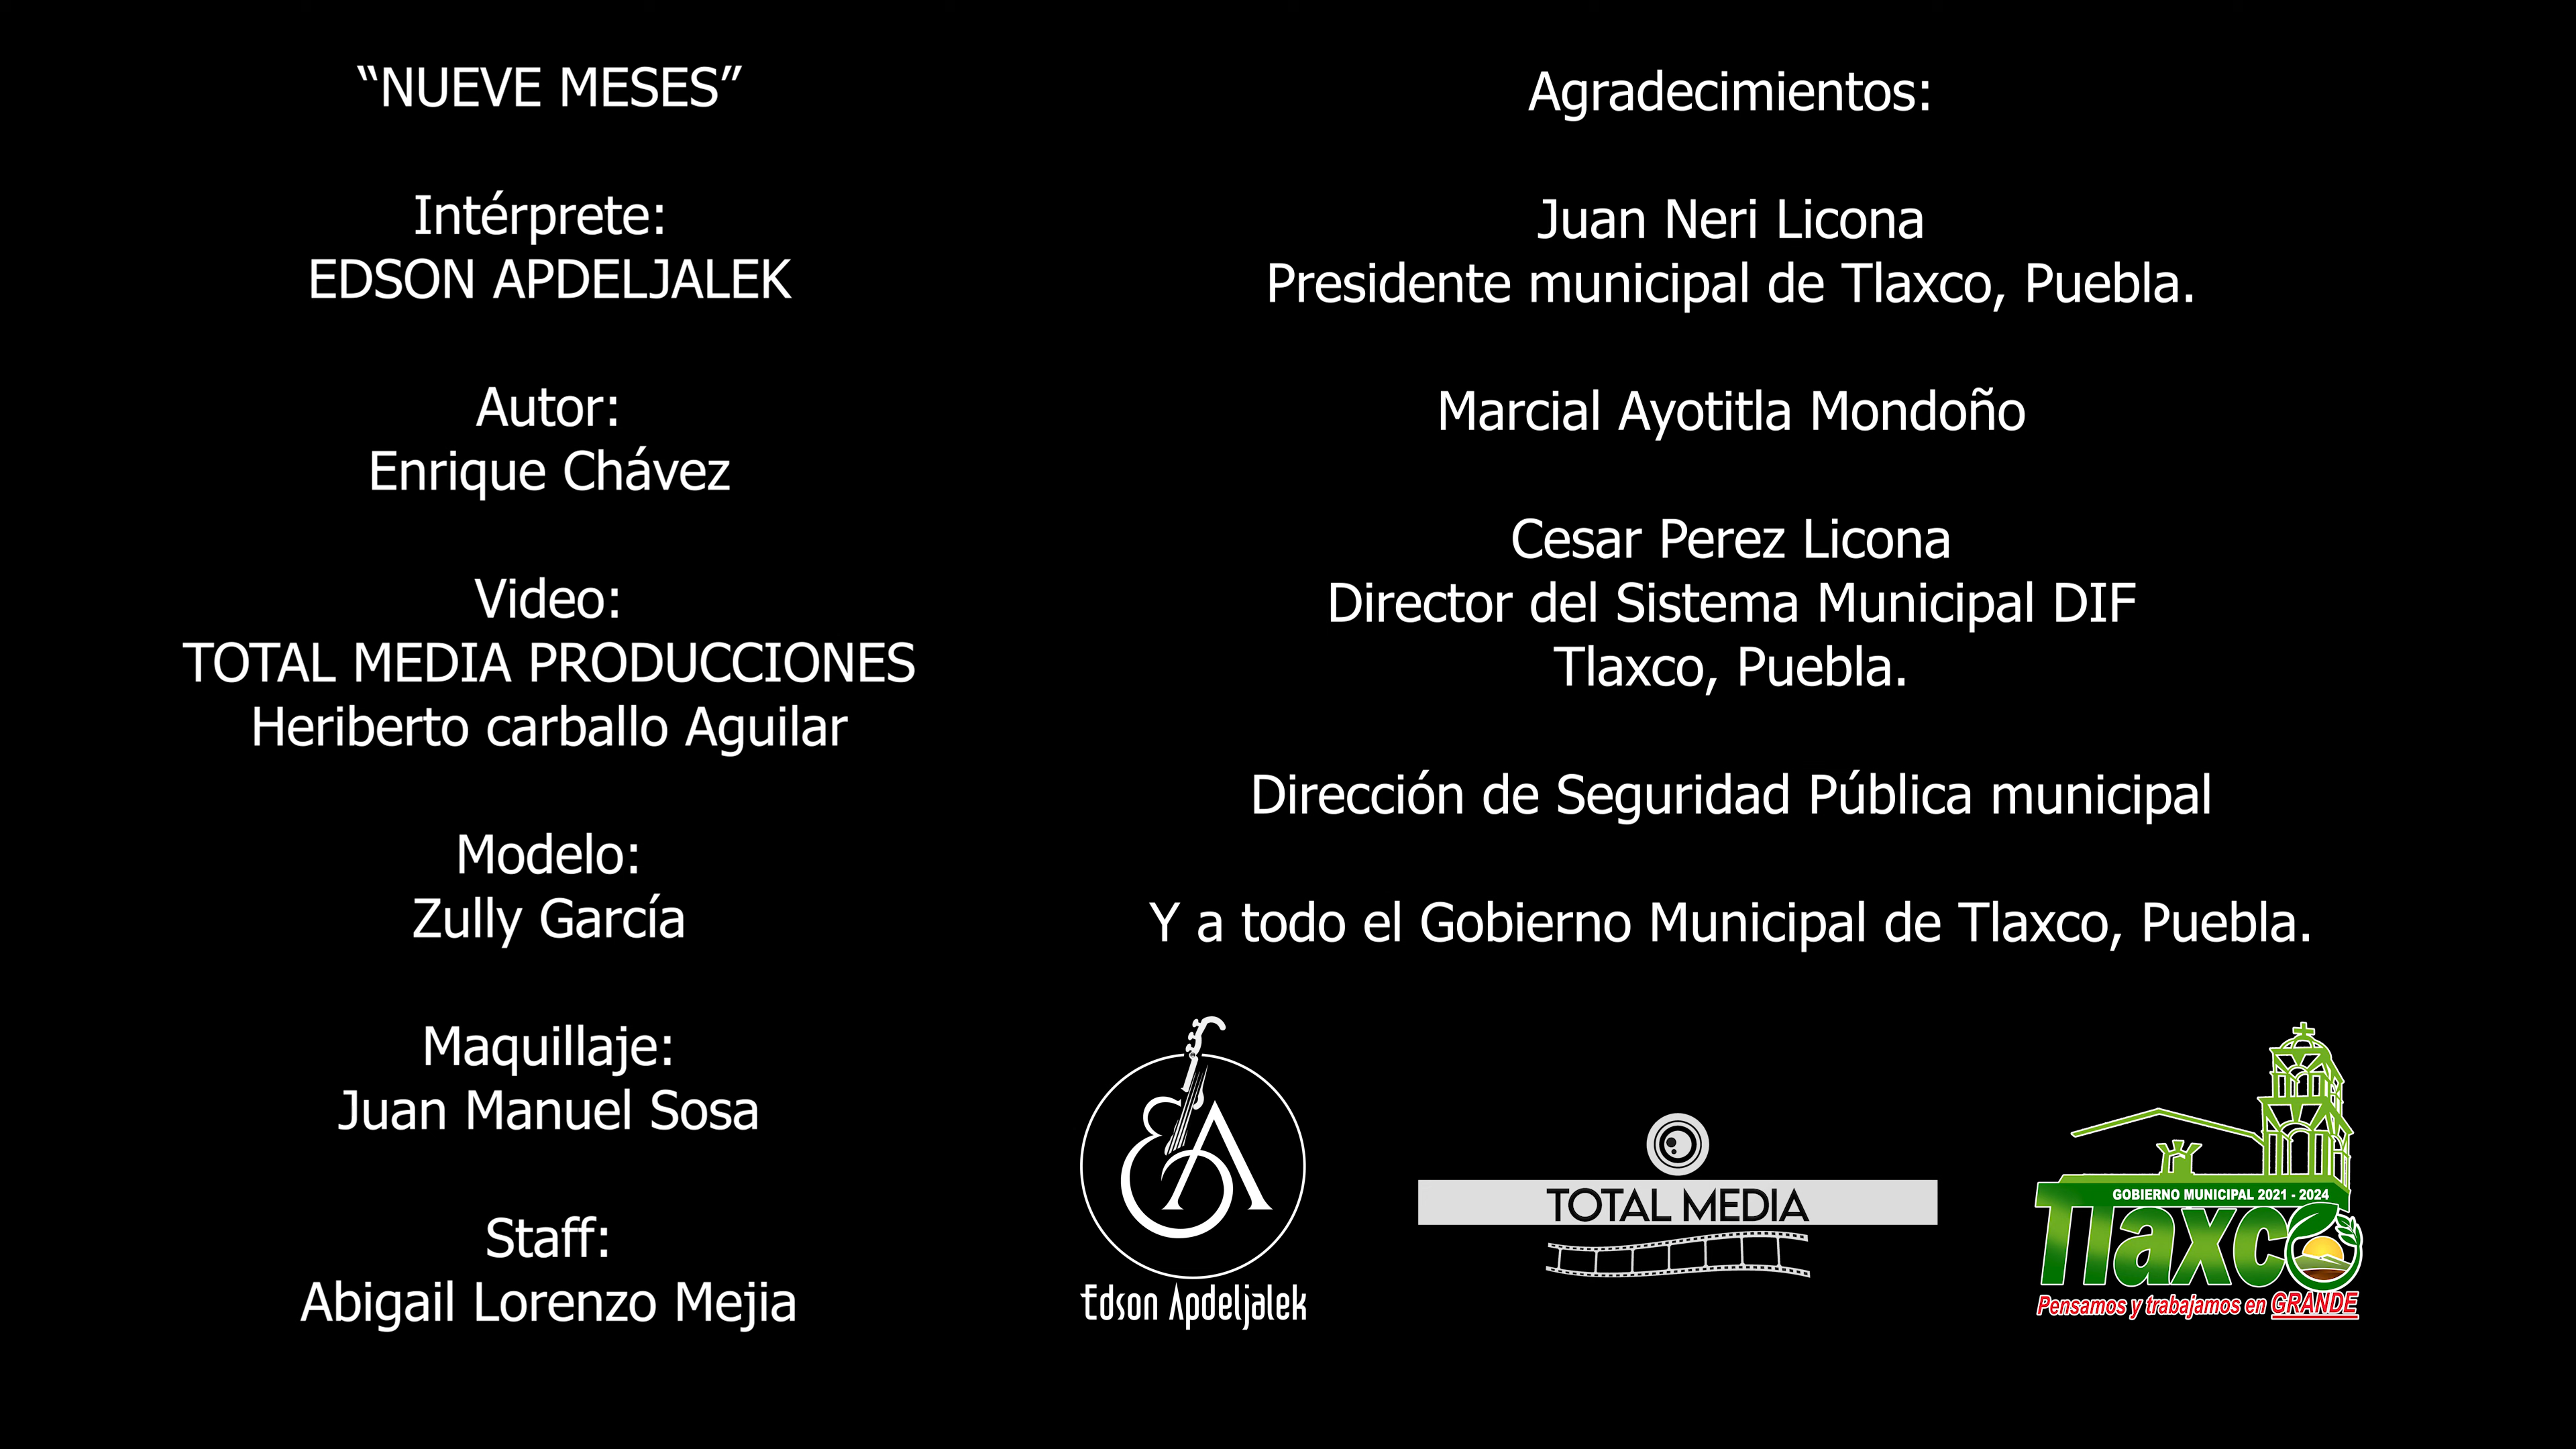 “NUEVE MESES”
Intérprete:
EDSON APDELJALEK
Autor:
Enrique Chávez
Video:
TOTAL MEDIA PRODUCCIONES
Heriberto carballo Aguilar
Modelo:
Zully García
Maquillaje:
Juan Manuel Sosa
Staff:
Abigail Lorenzo Mejia
Agradecimientos:
Juan Neri Licona
Presidente municipal de Tlaxco, Puebla.
Marcial Ayotitla Mondoño
Cesar Perez Licona
Director del Sistema Municipal DIF
Tlaxco, Puebla.
Dirección de Seguridad Pública municipal
Y a todo el Gobierno Municipal de Tlaxco, Puebla.
EA
Edson Apdeljalek
TOTAL MEDIA
GOBIERNO MUNICIPAL 2021 - 2024
Tlaxco
Pensamos y trabajamos en GRANDE